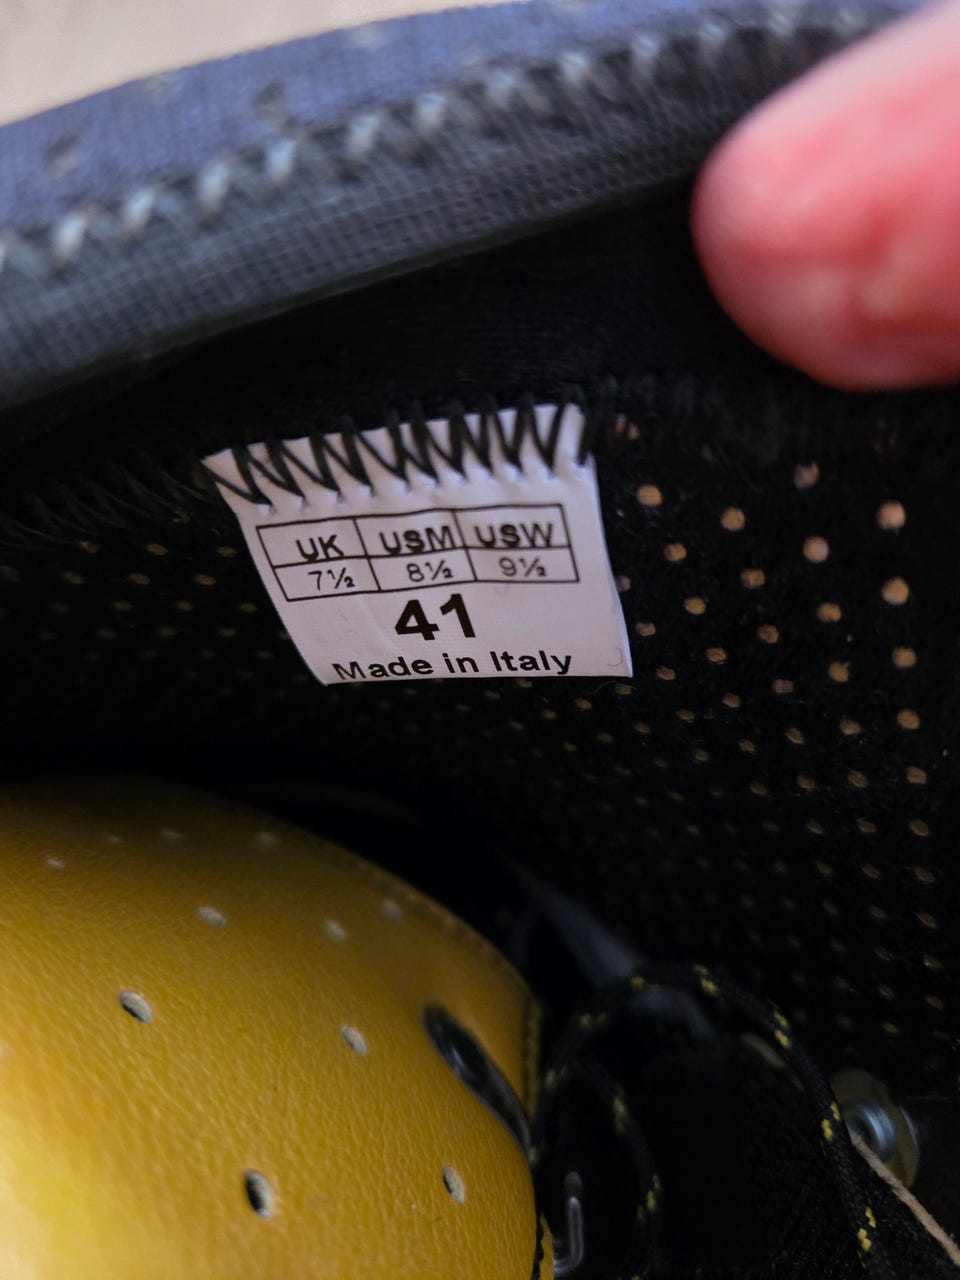 UK USM USW
7½ 8½ 9½
41
Made in Italy